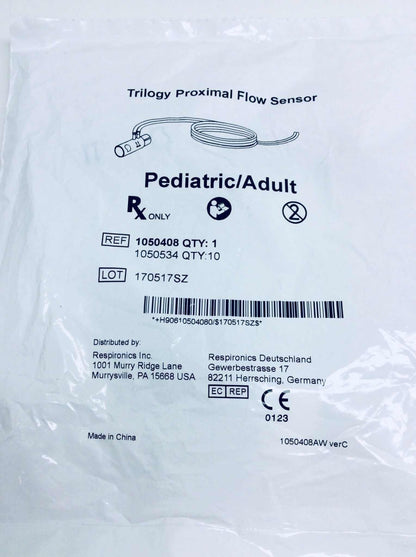 Trilogy Proximal Flow Sensor
Pediatric/Adult
Rx ONLY
2
REF 1050408 QTY: 1
1050534 QTY:10
LOT 170517SZ
*+H90610504080/$170517SZ$*
Distributed by:
Respironics Inc.
1001 Murry Ridge Lane
Murrysville, PA 15668 USA
Respironics Deutschland
Gewerbestrasse 17
82211 Herrsching, Germany
EC REP
CE
0123
Made in China
1050408AW verC